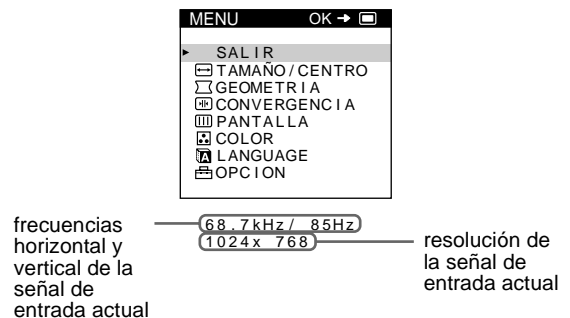 MENU OK
SALIR
TAMAÑO/CENTRO
GEOMETRIA
CONVERGENCIA
PANTALLA
COLOR
LANGUAGE
OPCION
68.7kHz/ 85Hz
1024x 768
frecuencias
horizontal y
vertical de la
señal de
entrada actual
resolución de
la señal de
entrada actual